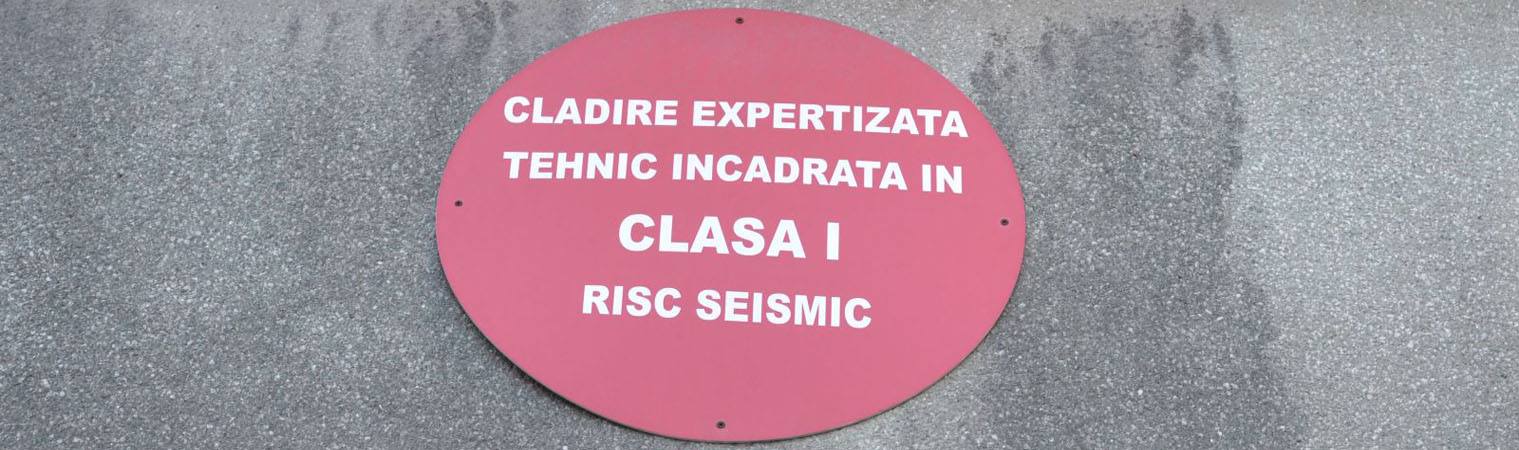 CLADIRE EXPERTIZATA
TEHNIC INCADRATA IN
CLASA I
RISC SEISMIC